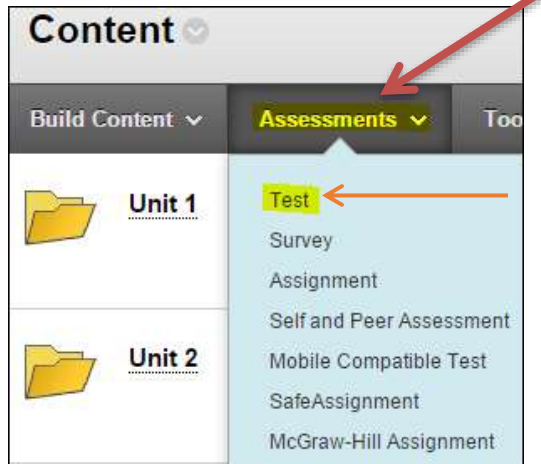 Content
Build Content Assessments
Unit 1
Test
Survey
Assignment
Self and Peer Assessment
Unit 2
Mobile Compatible Test
SafeAssignment
McGraw-Hill Assignment